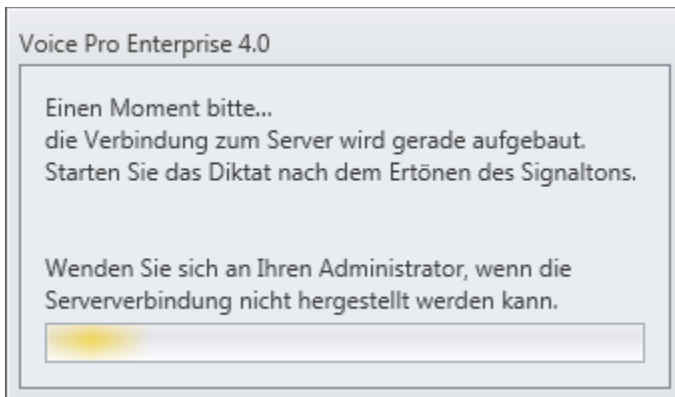 Voice Pro Enterprise 4.0
Einen Moment bitte...
die Verbindung zum Server wird gerade aufgebaut.
Starten Sie das Diktat nach dem Ertönen des Signaltons.
Wenden Sie sich an Ihren Administrator, wenn die
Serververbindung nicht hergestellt werden kann.